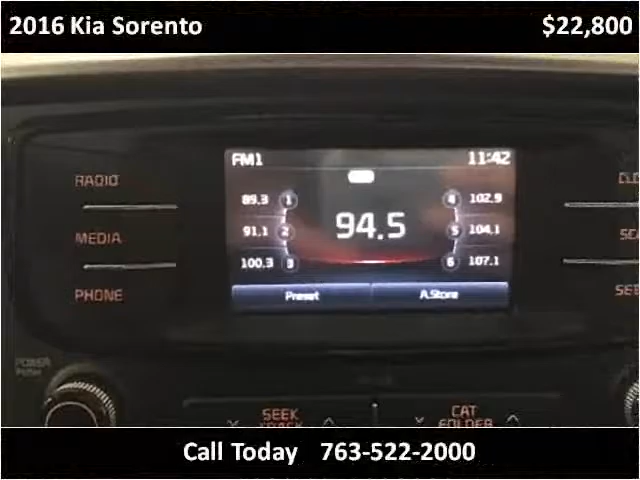 2016 Kia Sorento $22,800
FM1 11:42
RADIO
89.3 1 4 102.9
94.5
MEDIA
91.1 2 5 104.1
100.3 3 6 107.1
PHONE
Preset A.Store
POWER
PUSH
SEEK CAT
TRACK FOLDER
Call Today 763-522-2000